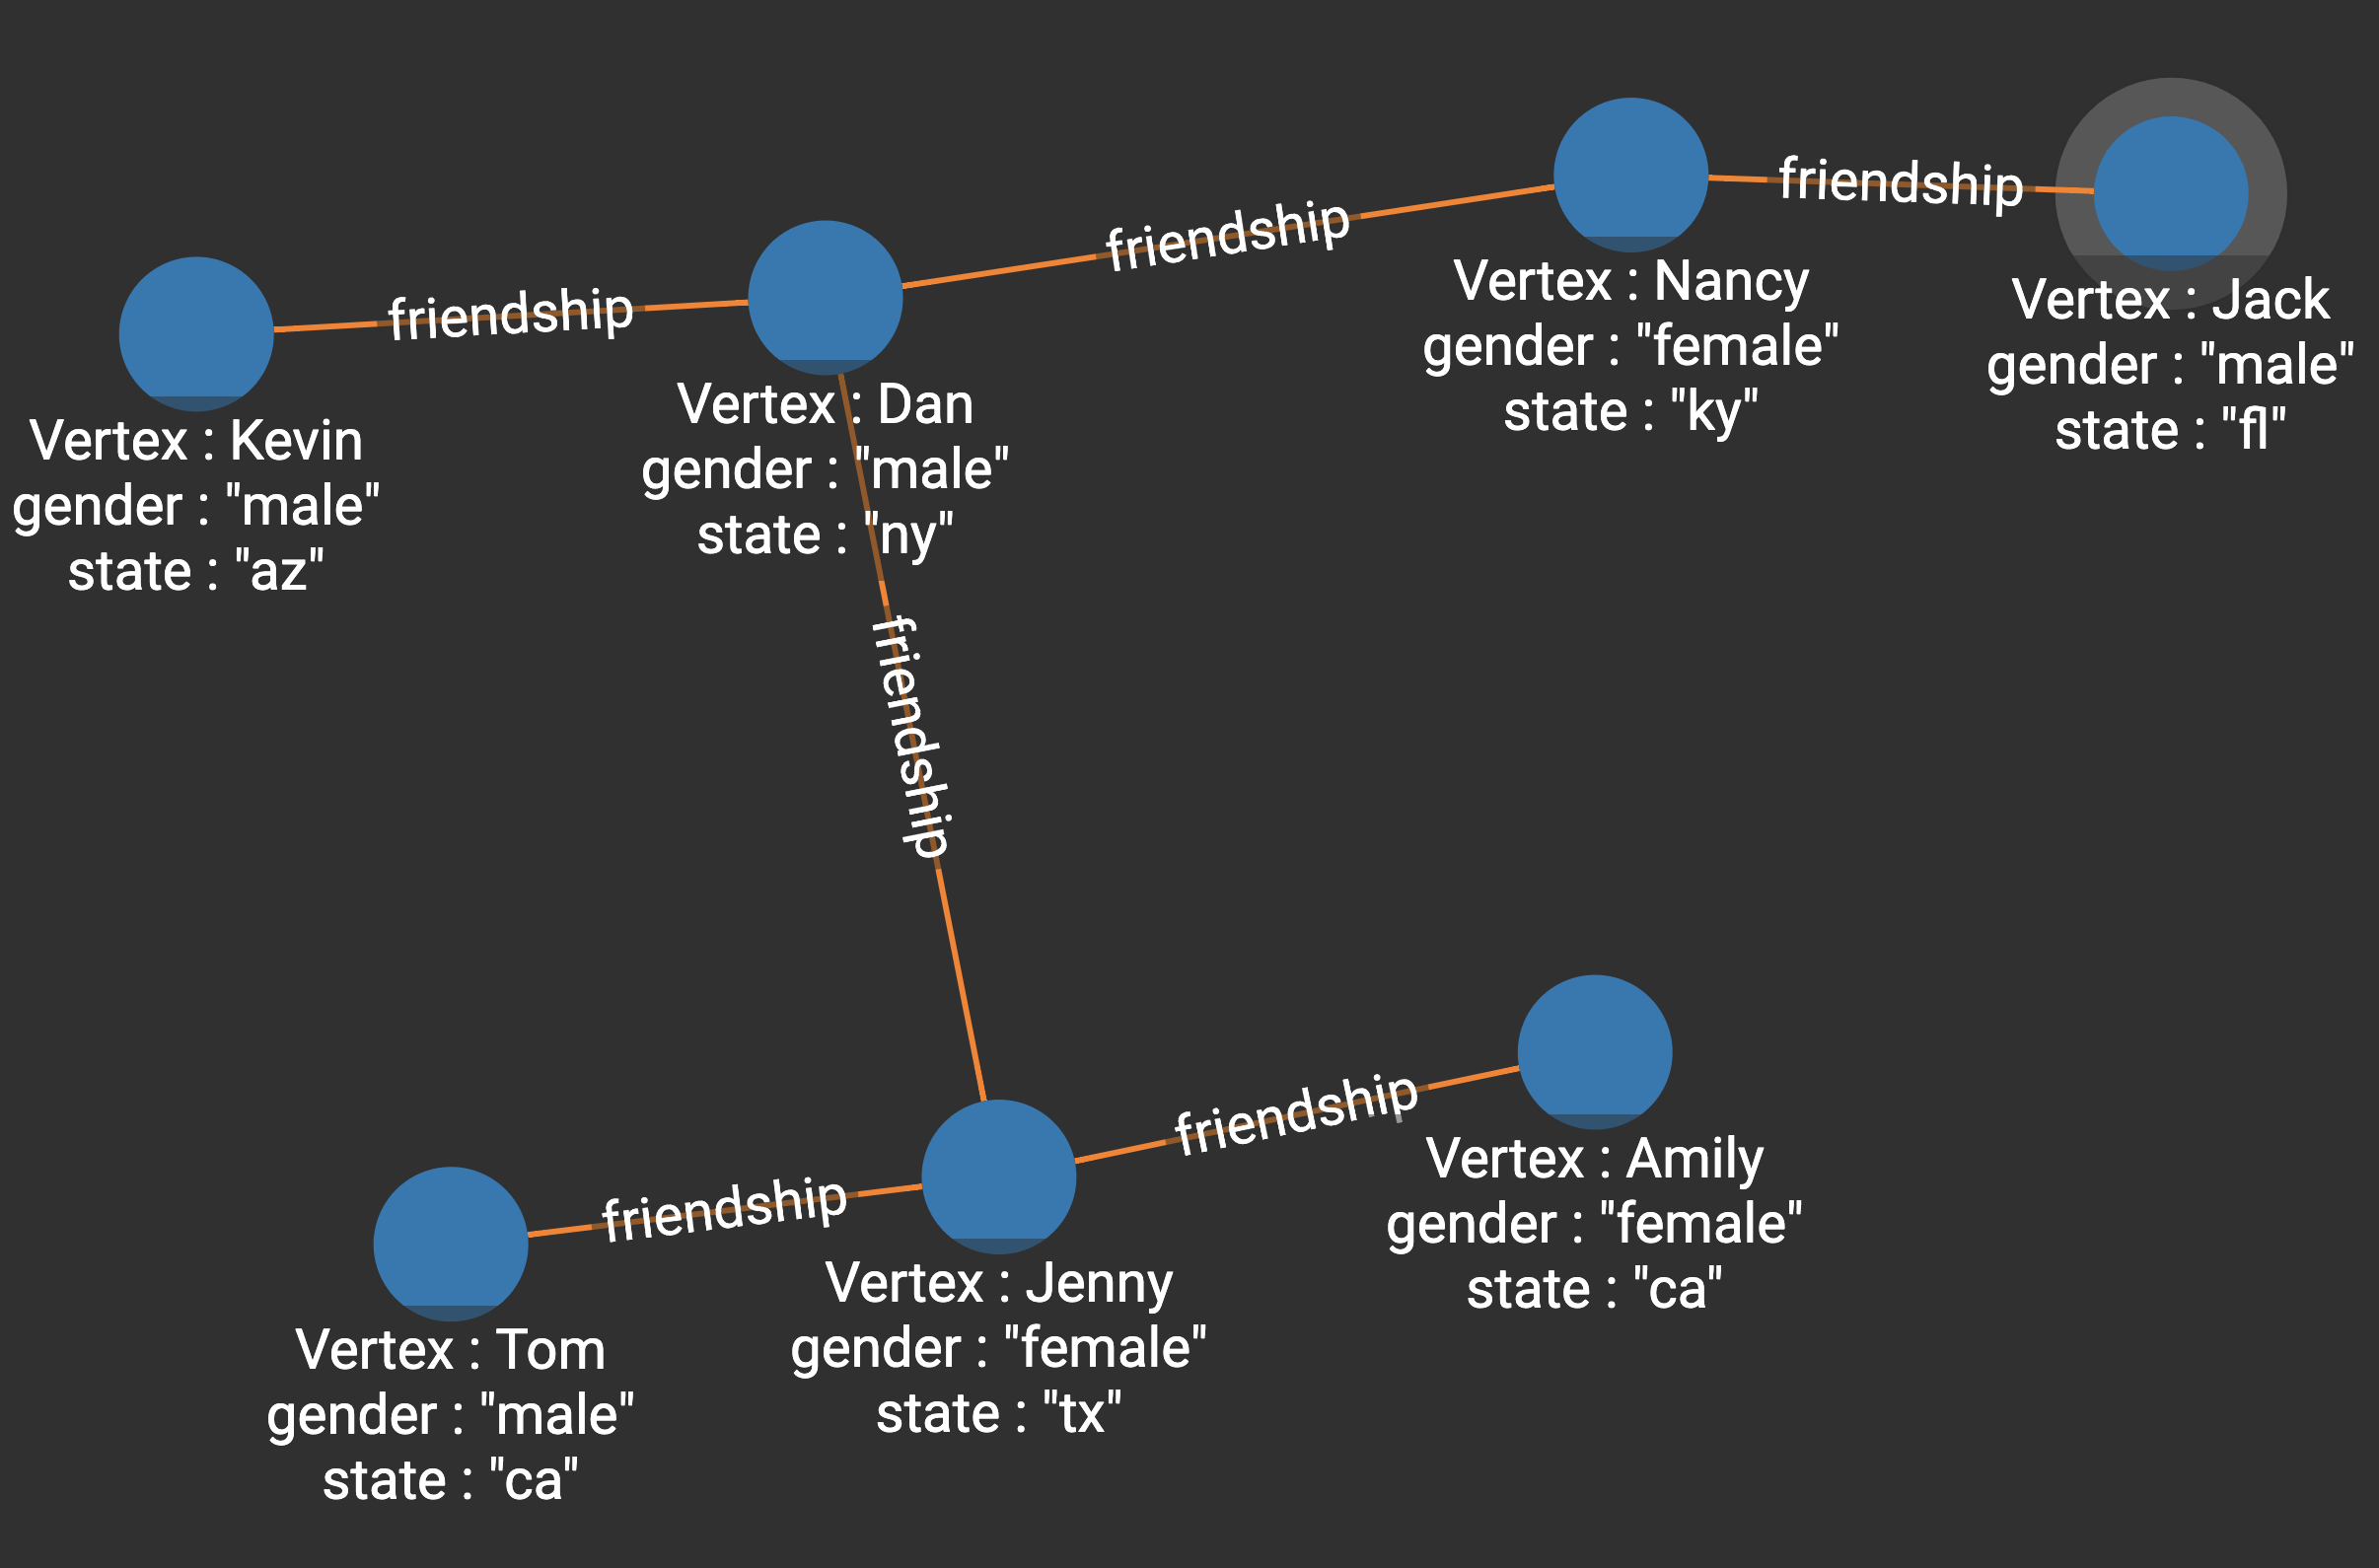 friendship
friendship
friendship
Vertex : Nancy
gender : "female"
state : "ky"
Vertex : Jack
gender : "male"
state : "fl"
Vertex : Dan
gender : "male"
state : "ny"
Vertex : Kevin
gender : "male"
state : "az"
friendship
friendship
friendship
Vertex : Amily
gender : "female"
state : "ca"
Vertex : Jenny
gender : "female"
state : "tx"
Vertex : Tom
gender : "male"
state : "ca"